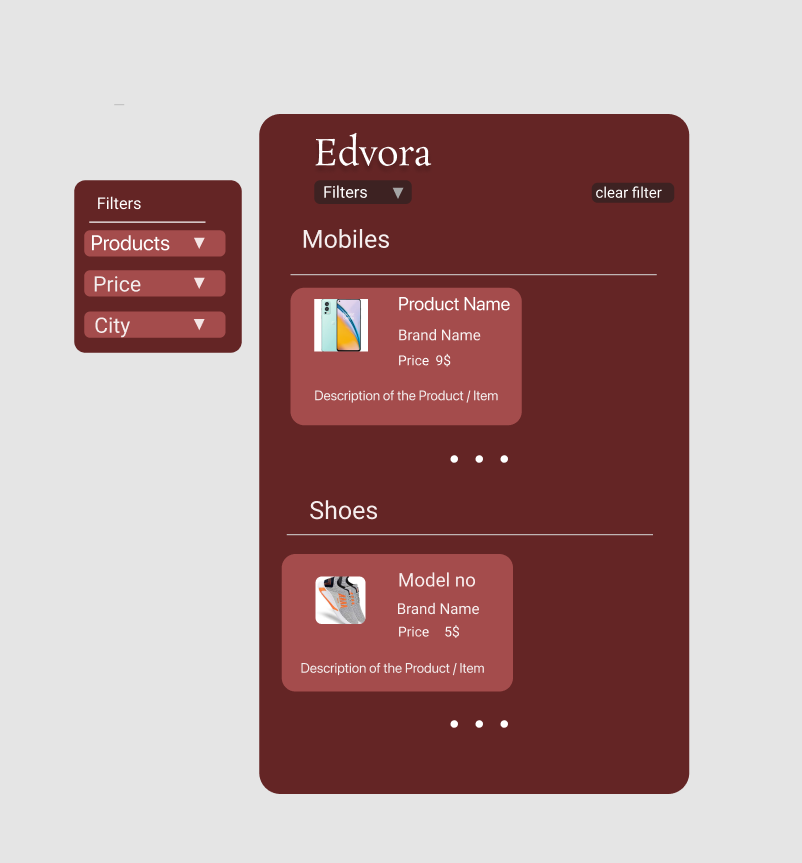 Filters
Products
Price
City
Edvora
Filters
clear filter
Mobiles
Product Name
Brand Name
Price 9$
Description of the Product / Item
Shoes
Model no
Brand Name
Price 5$
Description of the Product / Item